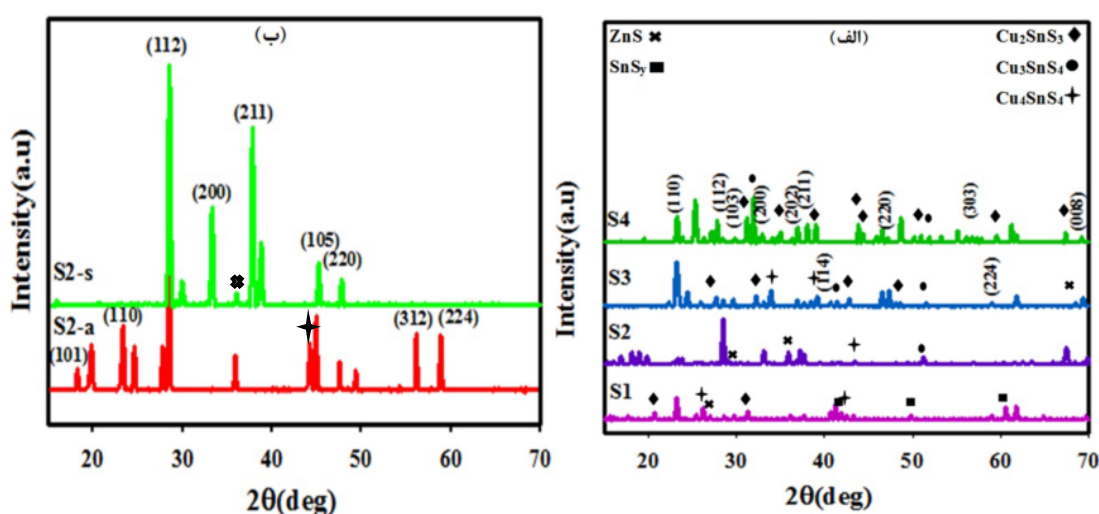 (ب)
(112)
(211)
(200)
(105)
(220)
S2-s
S2-a
(101)
(110)
(312)
(224)
Intensity(a.u)
20 30 40 50 60 70
2θ(deg)
ZnS
SnSy
(الف)
Cu2SnS3
Cu3SnS4
Cu4SnS4
S4
(110)
(112)
(103)
(200)
(202)
(211)
(220)
(303)
(008)
S3
(114)
(224)
S2
S1
Intensity(a.u)
20 30 40 50 60 70
2θ(deg)